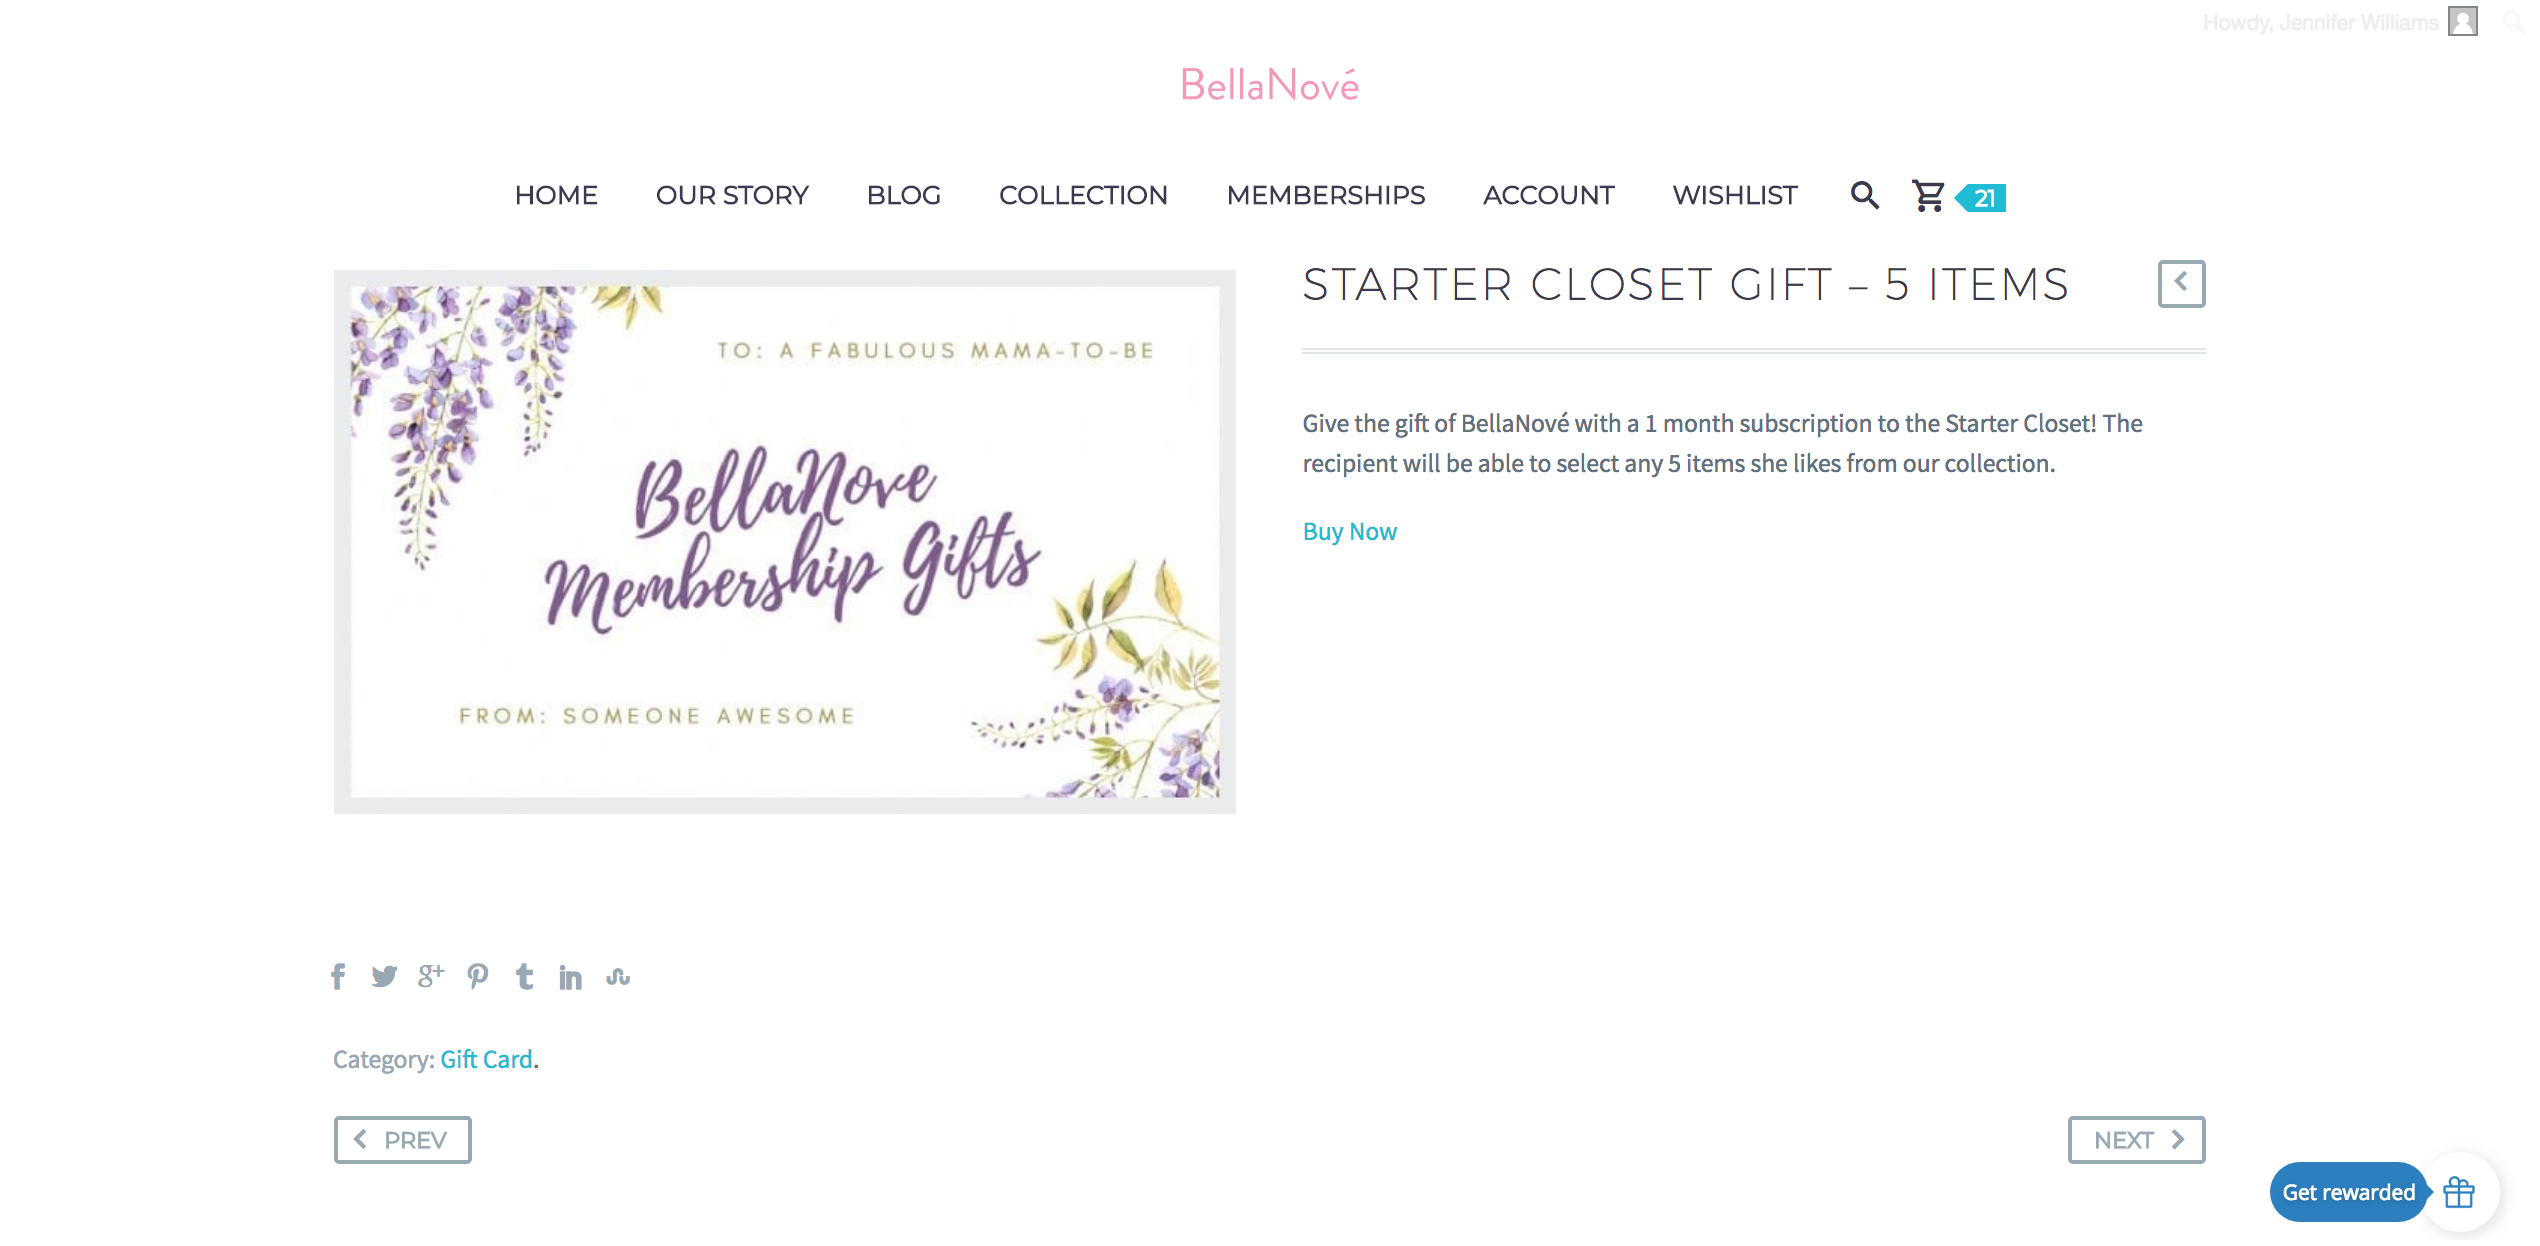 Howdy, Jennifer Williams
BellaNové
HOME OUR STORY BLOG COLLECTION MEMBERSHIPS ACCOUNT WISHLIST 21
STARTER CLOSET GIFT – 5 ITEMS
TO: A FABULOUS MAMA-TO-BE
BellaNove
Membership Gifts
FROM: SOMEONE AWESOME
Give the gift of BellaNové with a 1 month subscription to the Starter Closet! The
recipient will be able to select any 5 items she likes from our collection.
Buy Now
Category: Gift Card.
PREV
NEXT
Get rewarded